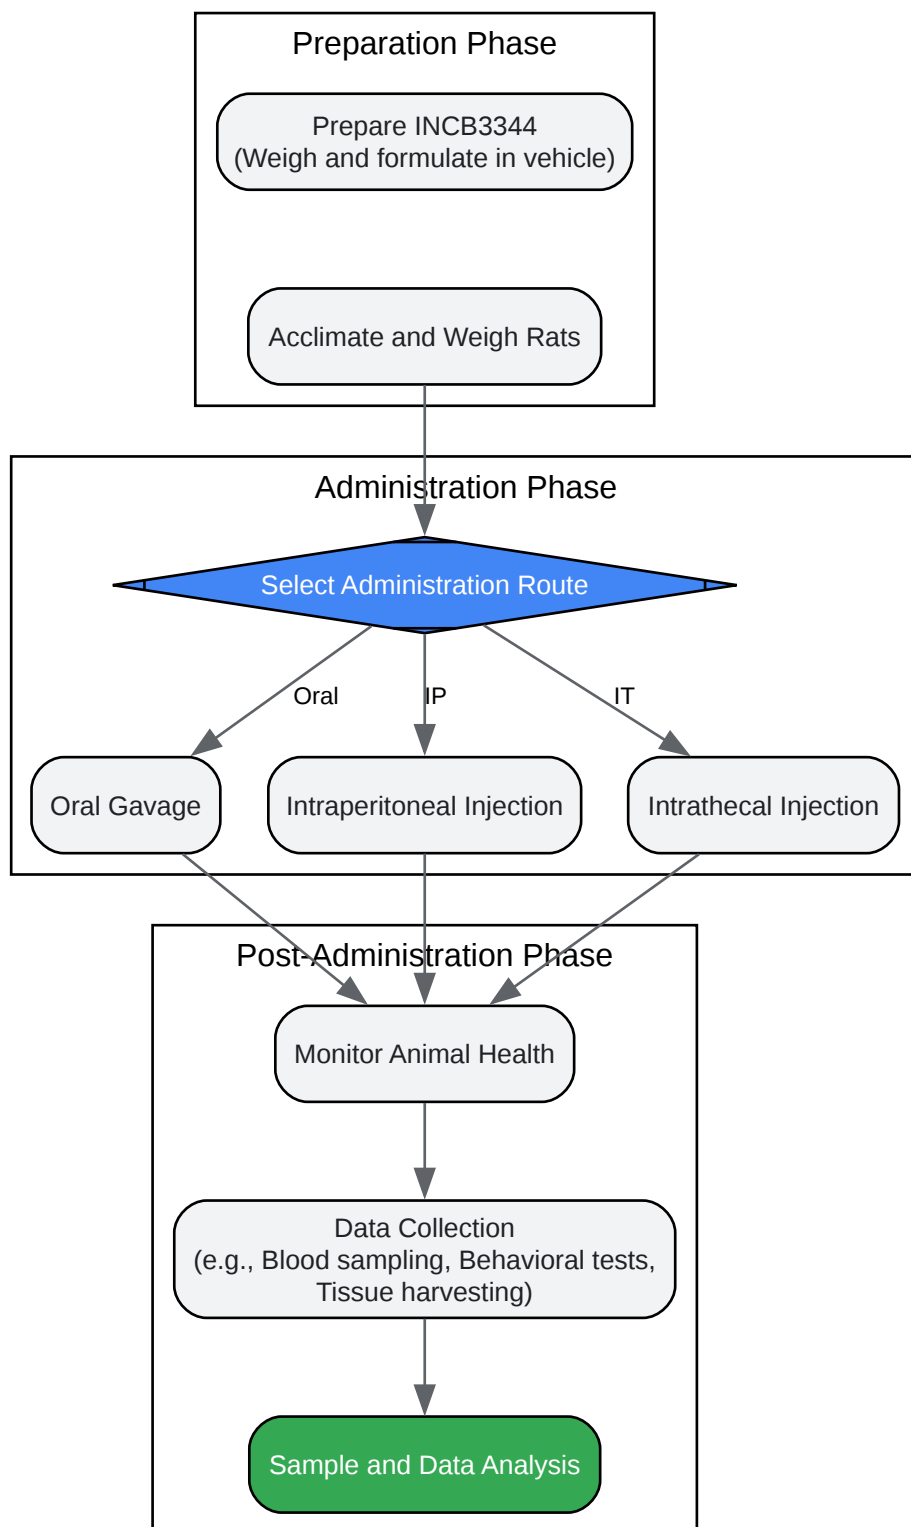 Preparation Phase
Prepare INCB3344
(Weigh and formulate in vehicle)
Acclimate and Weigh Rats
Administration Phase
Select Administration Route
Oral
IP
IT
Oral Gavage
Intraperitoneal Injection
Intrathecal Injection
Post-Administration Phase
Monitor Animal Health
Data Collection
(e.g., Blood sampling, Behavioral tests,
Tissue harvesting)
Sample and Data Analysis